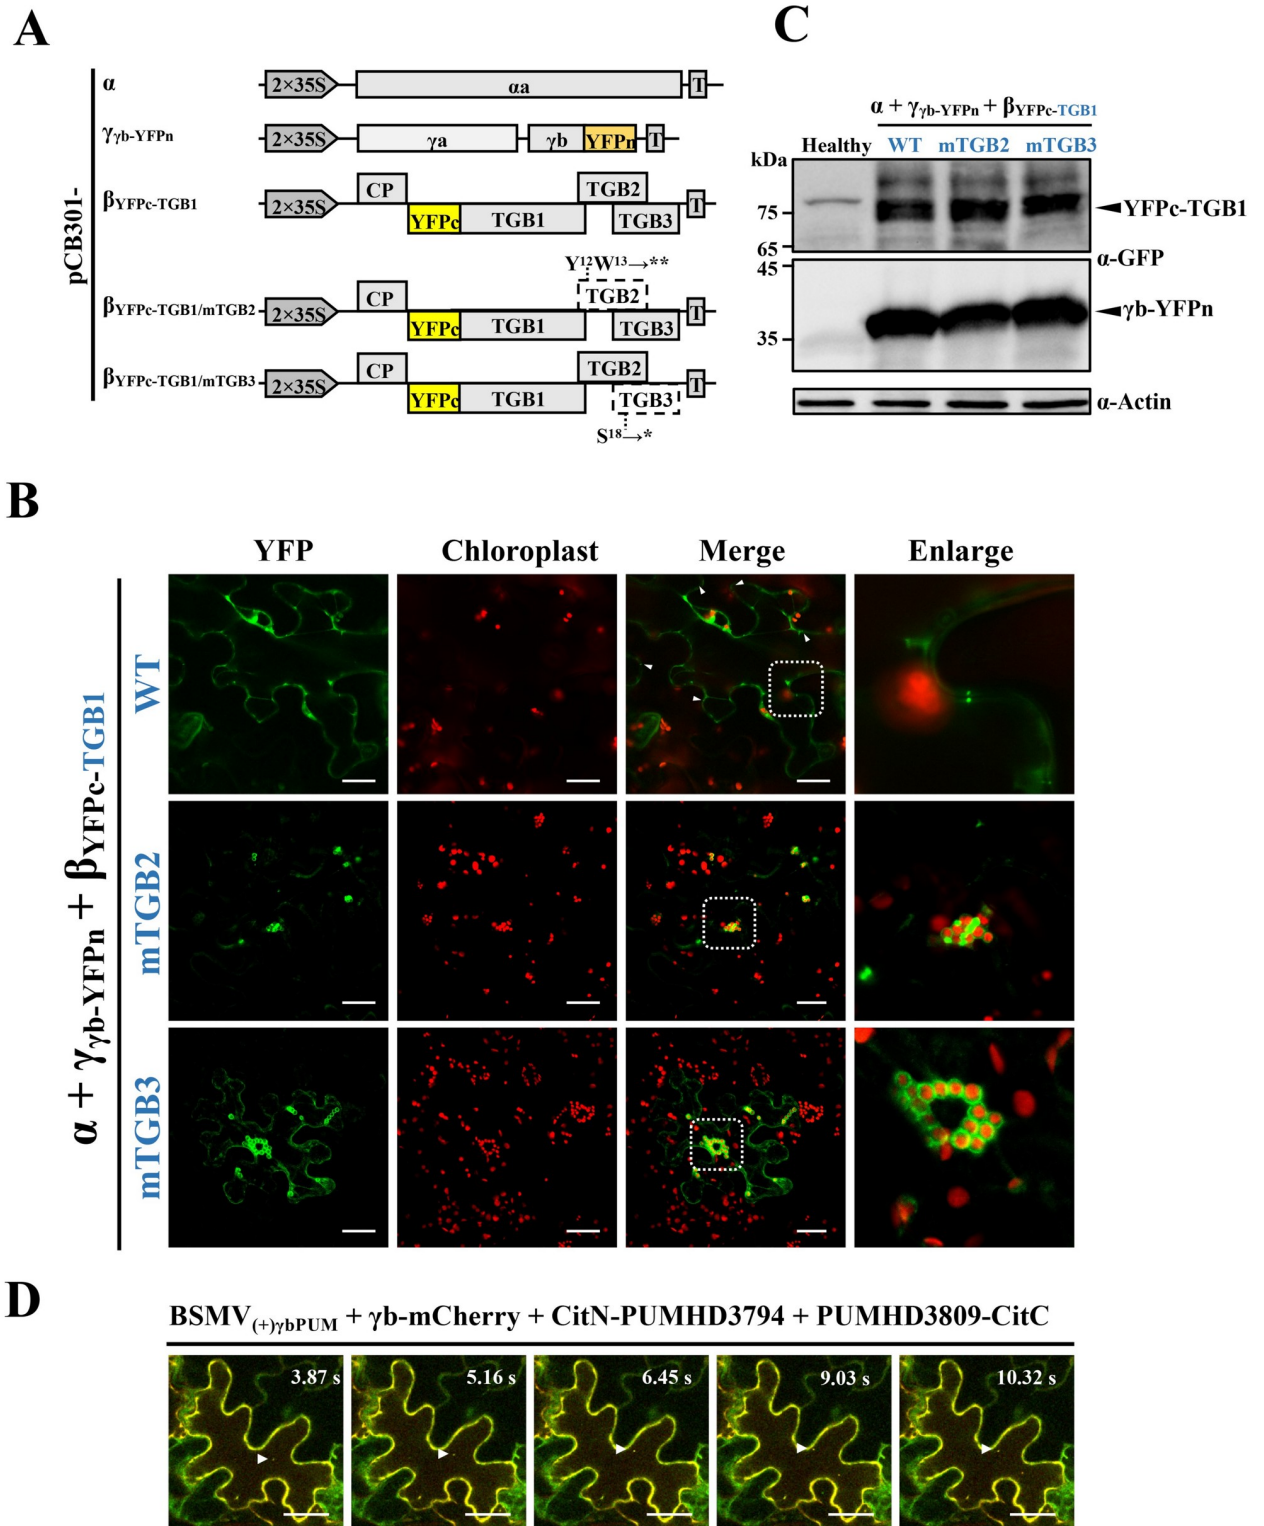 A
pCB301-
α
2×35S
αa
T
γγb-YFPn
2×35S
γa
γb
YFPn
T
βYFPc-TGB1
2×35S
CP
YFPc
TGB1
TGB2
TGB3
T
Y¹²W¹³→**
βYFPc-TGB1/mTGB2
2×35S
CP
YFPc
TGB1
TGB2
TGB3
T
βYFPc-TGB1/mTGB3
2×35S
CP
YFPc
TGB1
TGB2
TGB3
T
S¹⁸→*
C
α + γγb-YFPn + βYFPc-TGB1
Healthy WT mTGB2 mTGB3
kDa
75
65
YFPc-TGB1
α-GFP
45
35
γb-YFPn
α-Actin
B
YFP Chloroplast Merge Enlarge
α + γγb-YFPn + βYFPc-TGB1
WT
mTGB2
mTGB3
D
BSMV(+)γbPUM + γb-mCherry + CitN-PUMHD3794 + PUMHD3809-CitC
3.87 s 5.16 s 6.45 s 9.03 s 10.32 s